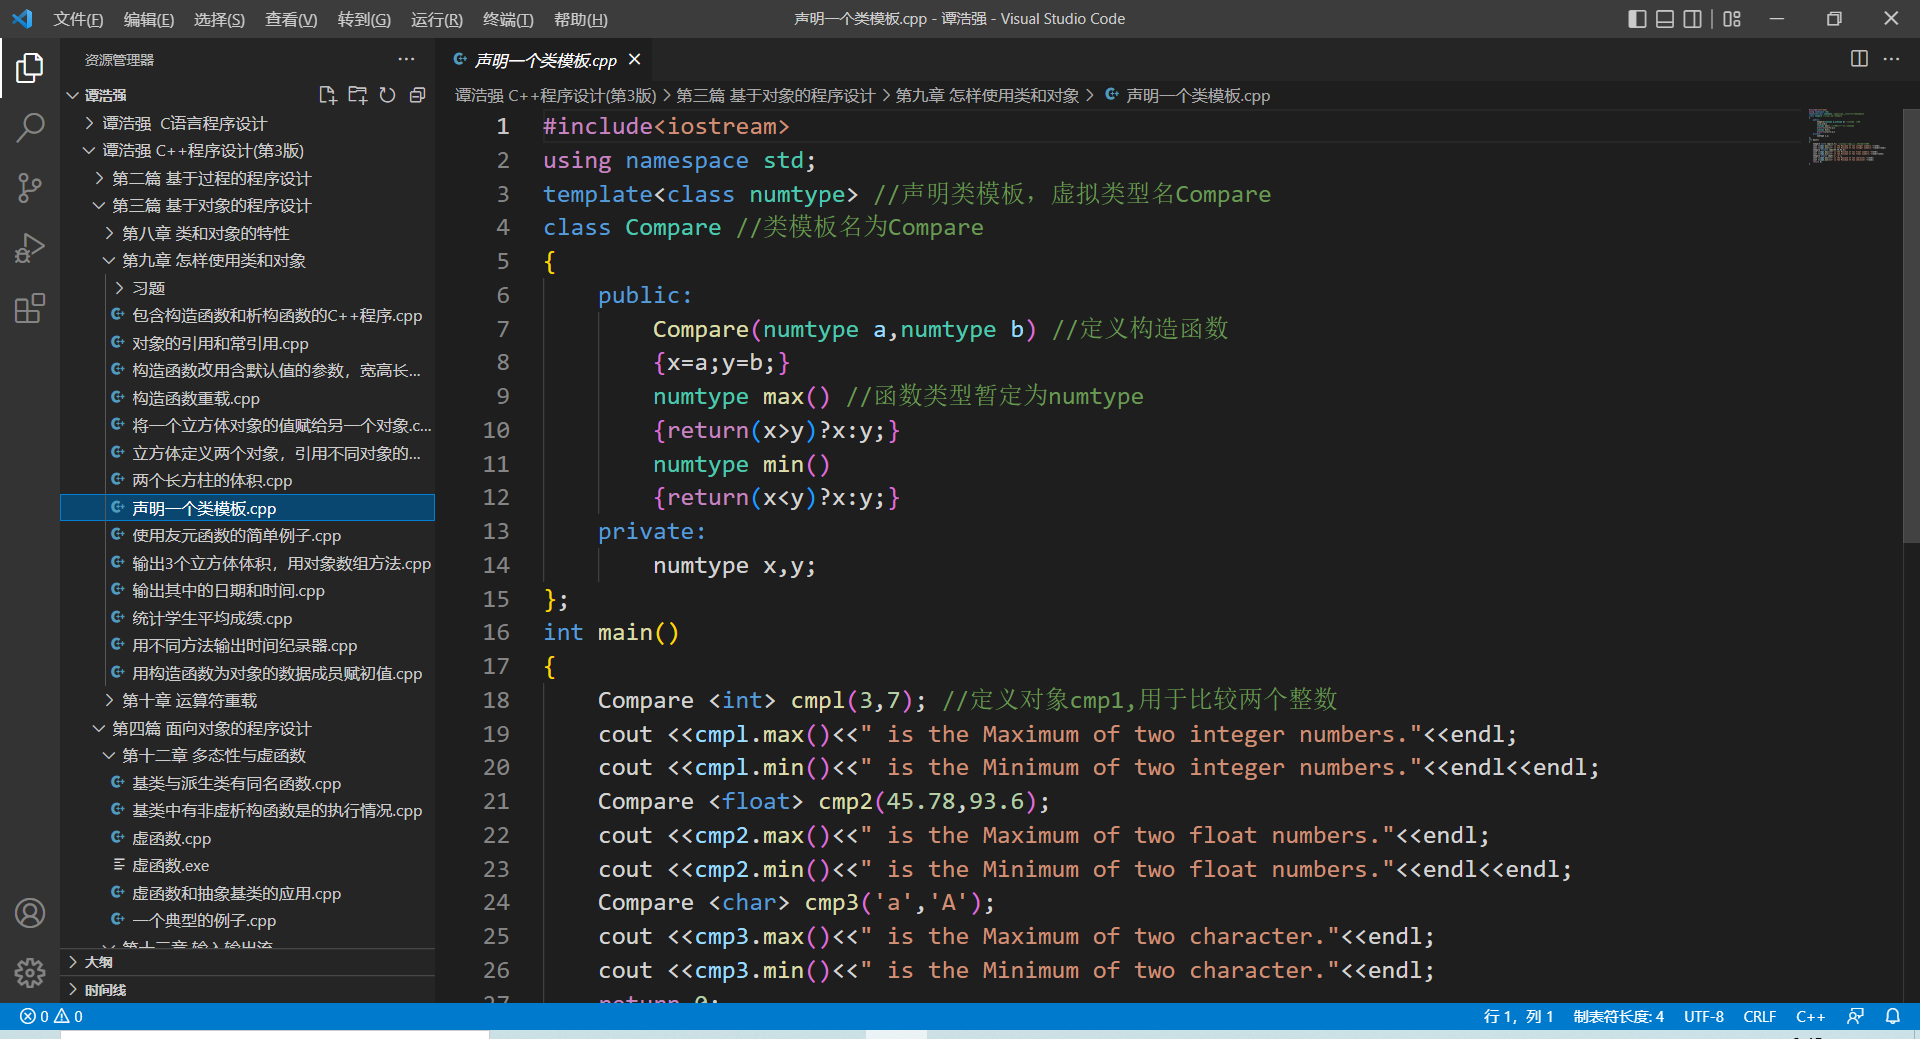 文件(F) 编辑(E) 选择(S) 查看(V) 转到(G) 运行(R) 终端(T) 帮助(H)
声明一个类模板.cpp - 谭浩强 - Visual Studio Code
资源管理器
谭浩强
谭浩强 C语言程序设计
谭浩强 C++程序设计(第3版)
第二篇 基于过程的程序设计
第三篇 基于对象的程序设计
第八章 类和对象的特性
第九章 怎样使用类和对象
习题
包含构造函数和析构函数的C++程序.cpp
对象的引用和常引用.cpp
构造函数改用含默认值的参数，宽高长...
构造函数重载.cpp
将一个立方体对象的值赋给另一个对象.c...
立方体定义两个对象，引用不同对象的...
两个长方柱的体积.cpp
声明一个类模板.cpp
使用友元函数的简单例子.cpp
输出3个立方体体积，用对象数组方法.cpp
输出其中的日期和时间.cpp
统计学生平均成绩.cpp
用不同方法输出时间纪录器.cpp
用构造函数为对象的数据成员赋初值.cpp
第十章 运算符重载
第四篇 面向对象的程序设计
第十二章 多态性与虚函数
基类与派生类有同名函数.cpp
基类中有非虚析构函数是的执行情况.cpp
虚函数.cpp
虚函数.exe
虚函数和抽象基类的应用.cpp
一个典型的例子.cpp
第十三章 输入输出流
大纲
时间线
声明一个类模板.cpp
谭浩强 C++程序设计(第3版) > 第三篇 基于对象的程序设计 > 第九章 怎样使用类和对象 > 声明一个类模板.cpp
1 #include<iostream>
2 using namespace std;
3 template<class numtype> //声明类模板，虚拟类型名Compare
4 class Compare //类模板名为Compare
5 {
6 public:
7 Compare(numtype a,numtype b) //定义构造函数
8 {x=a;y=b;}
9 numtype max() //函数类型暂定为numtype
10 {return(x>y)?x:y;}
11 numtype min()
12 {return(x<y)?x:y;}
13 private:
14 numtype x,y;
15 };
16 int main()
17 {
18 Compare <int> cmpl(3,7); //定义对象cmp1,用于比较两个整数
19 cout <<cmpl.max()<<" is the Maximum of two integer numbers."<<endl;
20 cout <<cmpl.min()<<" is the Minimum of two integer numbers."<<endl<<endl;
21 Compare <float> cmp2(45.78,93.6);
22 cout <<cmp2.max()<<" is the Maximum of two float numbers."<<endl;
23 cout <<cmp2.min()<<" is the Minimum of two float numbers."<<endl<<endl;
24 Compare <char> cmp3('a','A');
25 cout <<cmp3.max()<<" is the Maximum of two character."<<endl;
26 cout <<cmp3.min()<<" is the Minimum of two character."<<endl;
27 return 0;
0 0
行 1，列 1 制表符长度: 4 UTF-8 CRLF C++